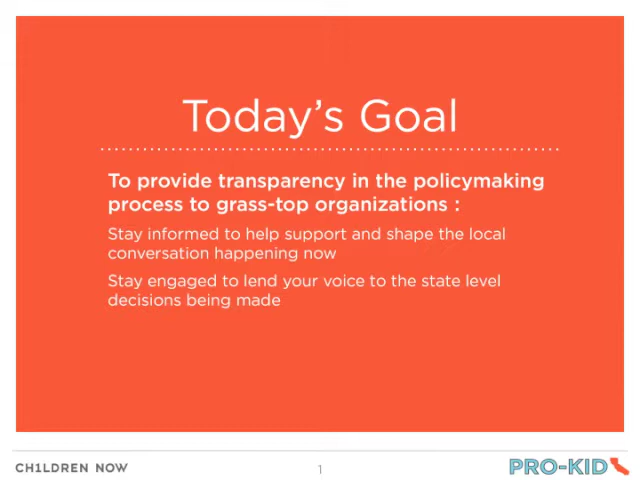 Today's Goal
To provide transparency in the policymaking
process to grass-top organizations :
Stay informed to help support and shape the local
conversation happening now
Stay engaged to lend your voice to the state level
decisions being made
CH1LDREN NOW
1
PRO-KID